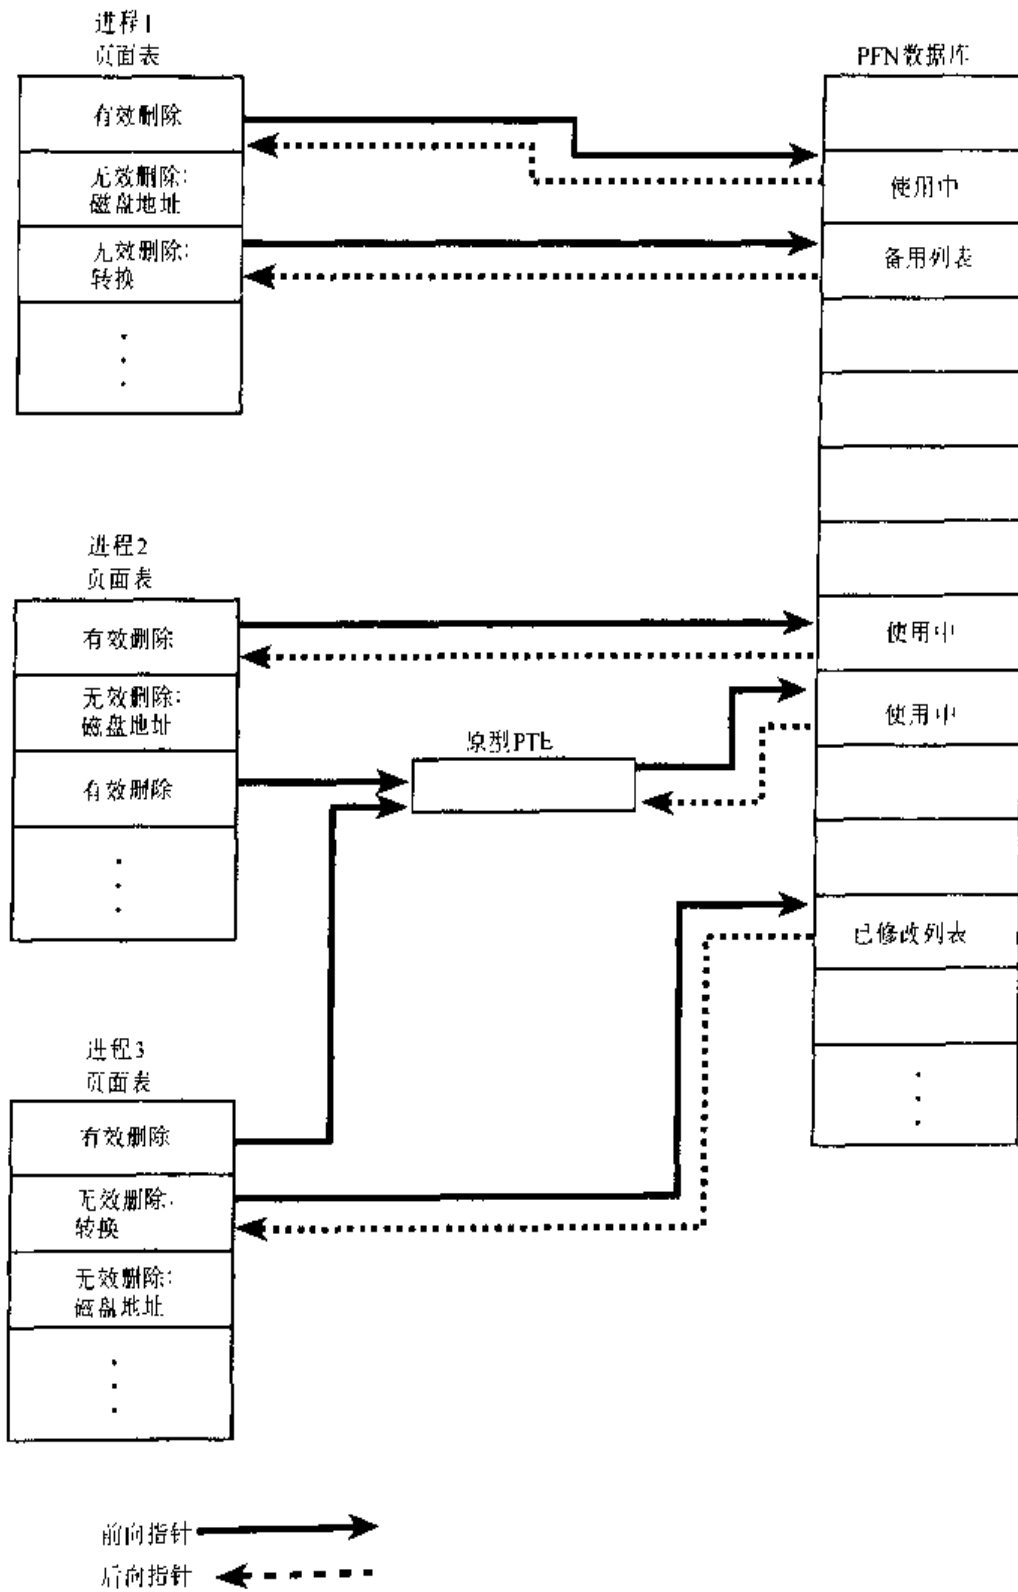 进程1
页面表
有效删除
无效删除:
磁盘地址
无效删除:
转换
PFN数据库
使用中
备用列表
进程2
页面表
有效删除
无效删除:
磁盘地址
有效删除
原型PTE
使用中
使用中
已修改列表
进程3
页面表
有效删除
无效删除:
转换
无效删除:
磁盘地址
前向指针
后向指针